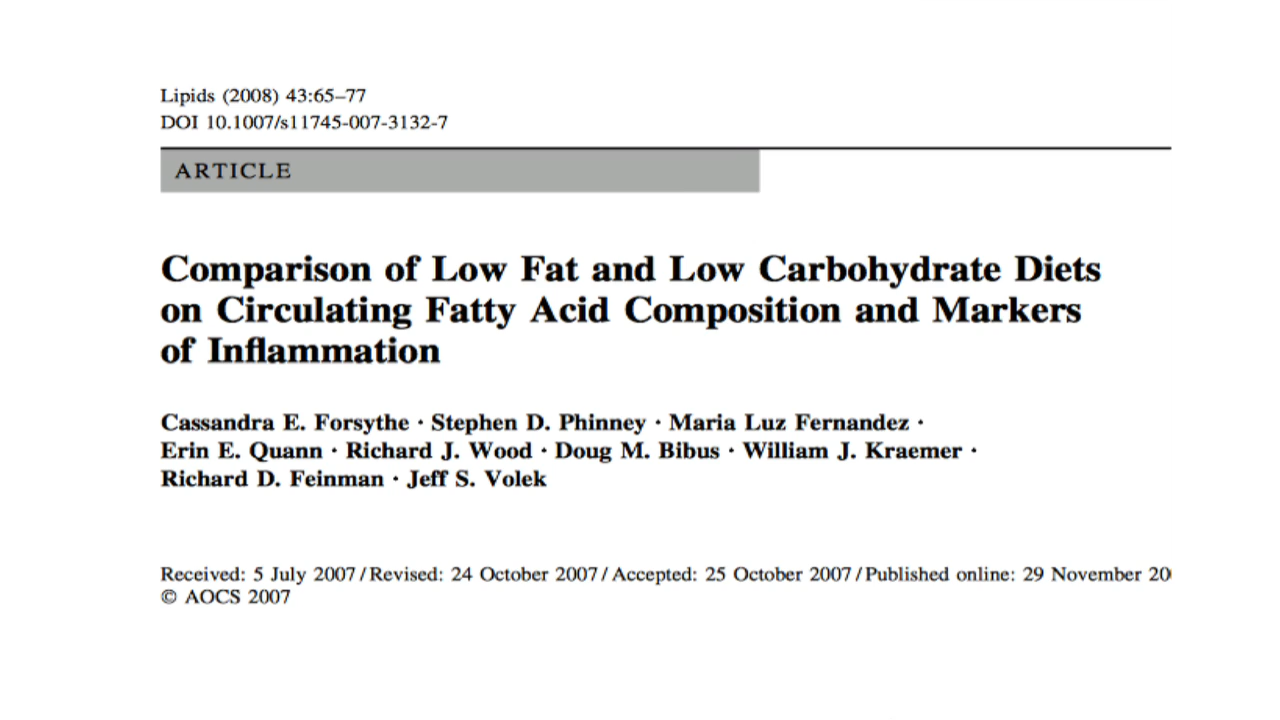 Lipids (2008) 43:65–77
DOI 10.1007/s11745-007-3132-7
ARTICLE
Comparison of Low Fat and Low Carbohydrate Diets
on Circulating Fatty Acid Composition and Markers
of Inflammation
Cassandra E. Forsythe · Stephen D. Phinney · Maria Luz Fernandez ·
Erin E. Quann · Richard J. Wood · Doug M. Bibus · William J. Kraemer ·
Richard D. Feinman · Jeff S. Volek
Received: 5 July 2007 / Revised: 24 October 2007 / Accepted: 25 October 2007 / Published online: 29 November
© AOCS 2007